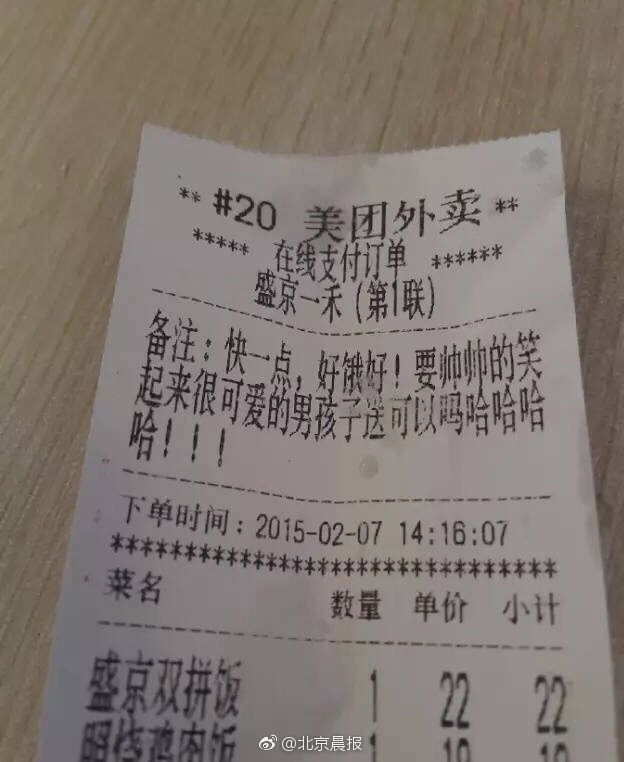 ** #20 美团外卖 **
***** 在线支付订单 ******
盛京一禾(第1联)
备注:快一点,好饿好!要帅帅的笑
起来很可爱的男孩子送可以吗哈哈哈
哈!!!
下单时间:2015-02-07 14:16:07
*********************************
菜名 数量 单价 小计
盛京双拼饭 1 22 22
@北京晨报